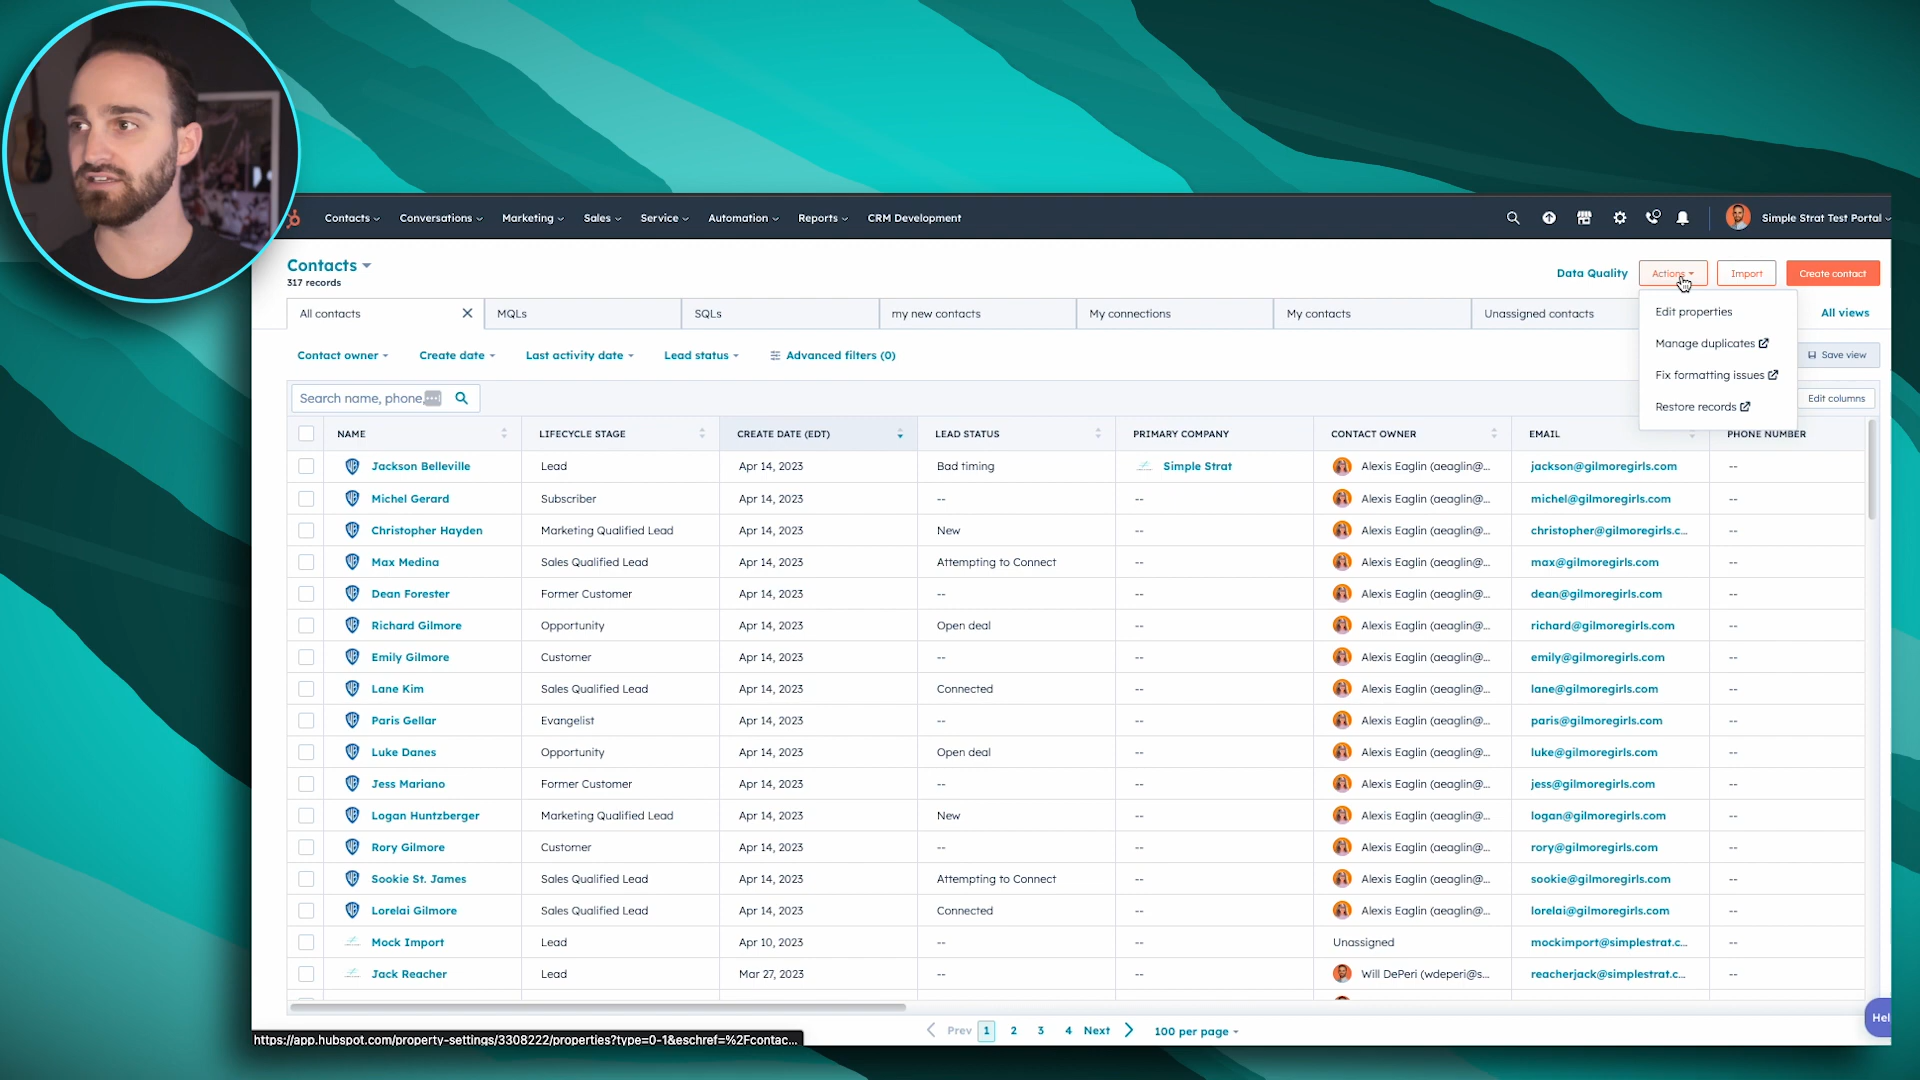 Contacts Conversations Marketing Sales Service Automation Reports CRM Development Simple Strat Test Portal
Contacts
317 records
Data Quality Actions Import Create contact
All contacts MQLs SQLs my new contacts My connections My contacts Unassigned contacts All views
Edit properties
Manage duplicates
Fix formatting issues
Restore records
Contact owner Create date Last activity date Lead status Advanced filters (0) Save view
Search name, phone, Edit columns
NAME LIFECYCLE STAGE CREATE DATE (EDT) LEAD STATUS PRIMARY COMPANY CONTACT OWNER EMAIL PHONE NUMBER
Jackson Belleville Lead Apr 14, 2023 Bad timing Simple Strat Alexis Eaglin (aeaglin@... jackson@gilmoregirls.com --
Michel Gerard Subscriber Apr 14, 2023 -- -- Alexis Eaglin (aeaglin@... michel@gilmoregirls.com --
Christopher Hayden Marketing Qualified Lead Apr 14, 2023 New -- Alexis Eaglin (aeaglin@... christopher@gilmoregirls.c... --
Max Medina Sales Qualified Lead Apr 14, 2023 Attempting to Connect -- Alexis Eaglin (aeaglin@... max@gilmoregirls.com --
Dean Forester Former Customer Apr 14, 2023 -- -- Alexis Eaglin (aeaglin@... dean@gilmoregirls.com --
Richard Gilmore Opportunity Apr 14, 2023 Open deal -- Alexis Eaglin (aeaglin@... richard@gilmoregirls.com --
Emily Gilmore Customer Apr 14, 2023 -- -- Alexis Eaglin (aeaglin@... emily@gilmoregirls.com --
Lane Kim Sales Qualified Lead Apr 14, 2023 Connected -- Alexis Eaglin (aeaglin@... lane@gilmoregirls.com --
Paris Gellar Evangelist Apr 14, 2023 -- -- Alexis Eaglin (aeaglin@... paris@gilmoregirls.com --
Luke Danes Opportunity Apr 14, 2023 Open deal -- Alexis Eaglin (aeaglin@... luke@gilmoregirls.com --
Jess Mariano Former Customer Apr 14, 2023 -- -- Alexis Eaglin (aeaglin@... jess@gilmoregirls.com --
Logan Huntzberger Marketing Qualified Lead Apr 14, 2023 New -- Alexis Eaglin (aeaglin@... logan@gilmoregirls.com --
Rory Gilmore Customer Apr 14, 2023 -- -- Alexis Eaglin (aeaglin@... rory@gilmoregirls.com --
Sookie St. James Sales Qualified Lead Apr 14, 2023 Attempting to Connect -- Alexis Eaglin (aeaglin@... sookie@gilmoregirls.com --
Lorelai Gilmore Sales Qualified Lead Apr 14, 2023 Connected -- Alexis Eaglin (aeaglin@... lorelai@gilmoregirls.com --
Mock Import Lead Apr 10, 2023 -- -- Unassigned mockimport@simplestrat.c... --
Jack Reacher Lead Mar 27, 2023 -- -- Will DePeri (wdeperi@s... reacherjack@simplestrat.c... --
Hel
Prev 1 2 3 4 Next 100 per page
https://app.hubspot.com/property-settings/3308222/properties?type=0-1&eschref=%2Fcontac...